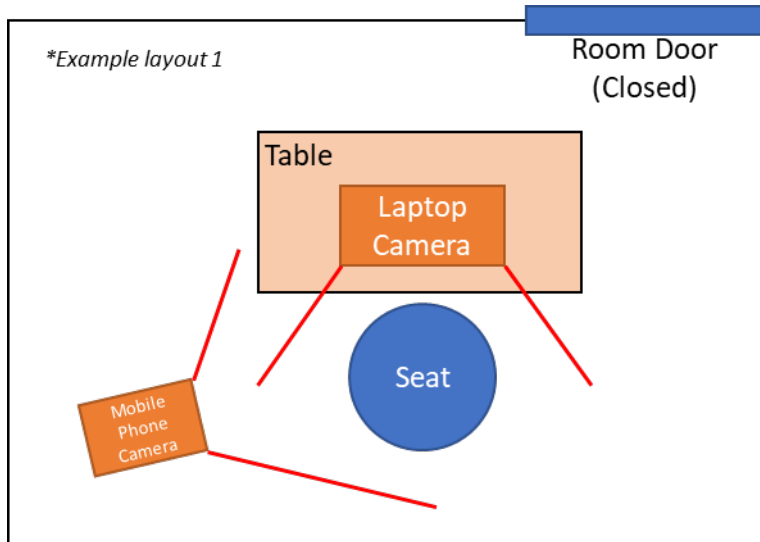 *Example layout 1
Room Door
(Closed)
Table
Laptop
Camera
Seat
Mobile
Phone
Camera